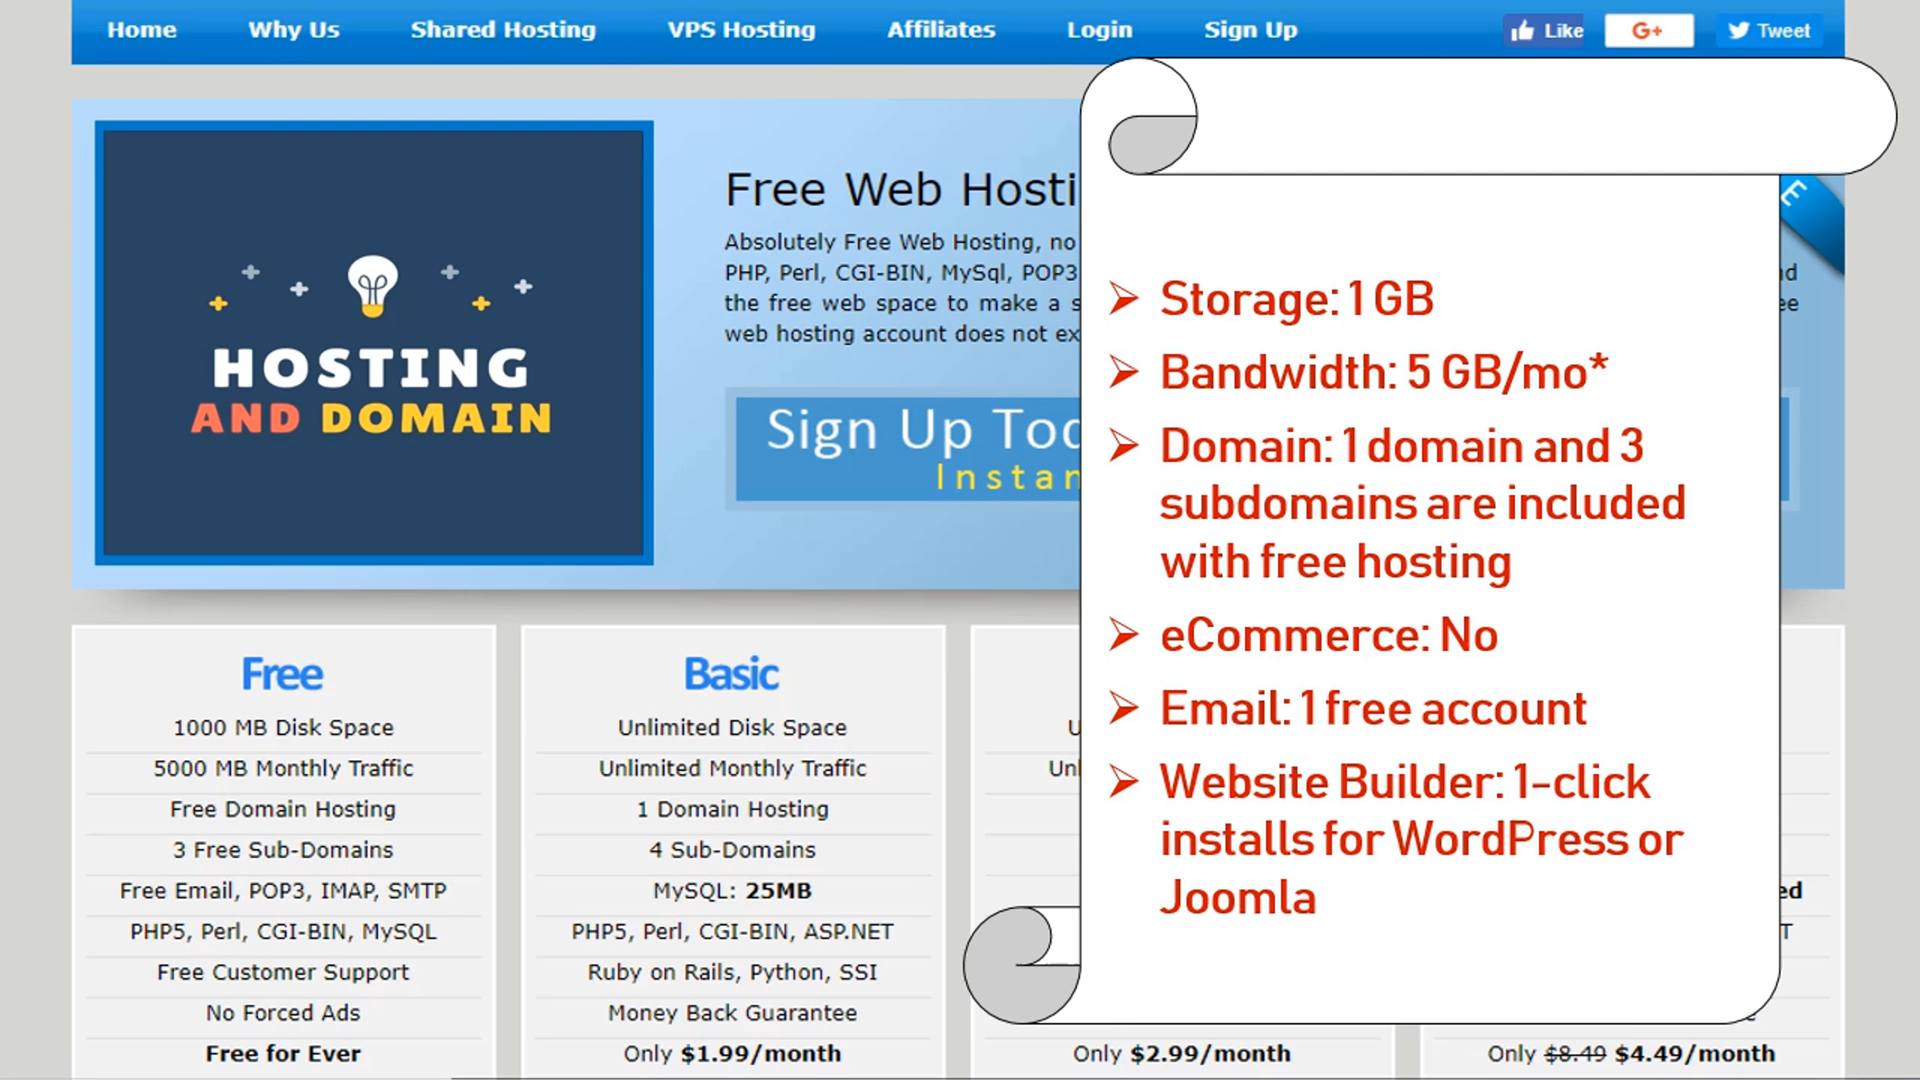 Home Why Us Shared Hosting VPS Hosting Affiliates Login Sign Up Like G+ Tweet
HOSTING
AND DOMAIN
Free Web Hosti
Absolutely Free Web Hosting, no
PHP, Perl, CGI-BIN, MySql, POP3
the free web space to make a s
web hosting account does not ex
Sign Up Tod
Instan
E
➢ Storage: 1 GB
➢ Bandwidth: 5 GB/mo*
➢ Domain: 1 domain and 3
subdomains are included
with free hosting
➢ eCommerce: No
➢ Email: 1 free account
➢ Website Builder: 1-click
installs for WordPress or
Joomla
Free
1000 MB Disk Space
5000 MB Monthly Traffic
Free Domain Hosting
3 Free Sub-Domains
Free Email, POP3, IMAP, SMTP
PHP5, Perl, CGI-BIN, MySQL
Free Customer Support
No Forced Ads
Free for Ever
Basic
Unlimited Disk Space
Unlimited Monthly Traffic
1 Domain Hosting
4 Sub-Domains
MySQL: 25MB
PHP5, Perl, CGI-BIN, ASP.NET
Ruby on Rails, Python, SSI
Money Back Guarantee
Only $1.99/month
Only $2.99/month
Only $8.49 $4.49/month